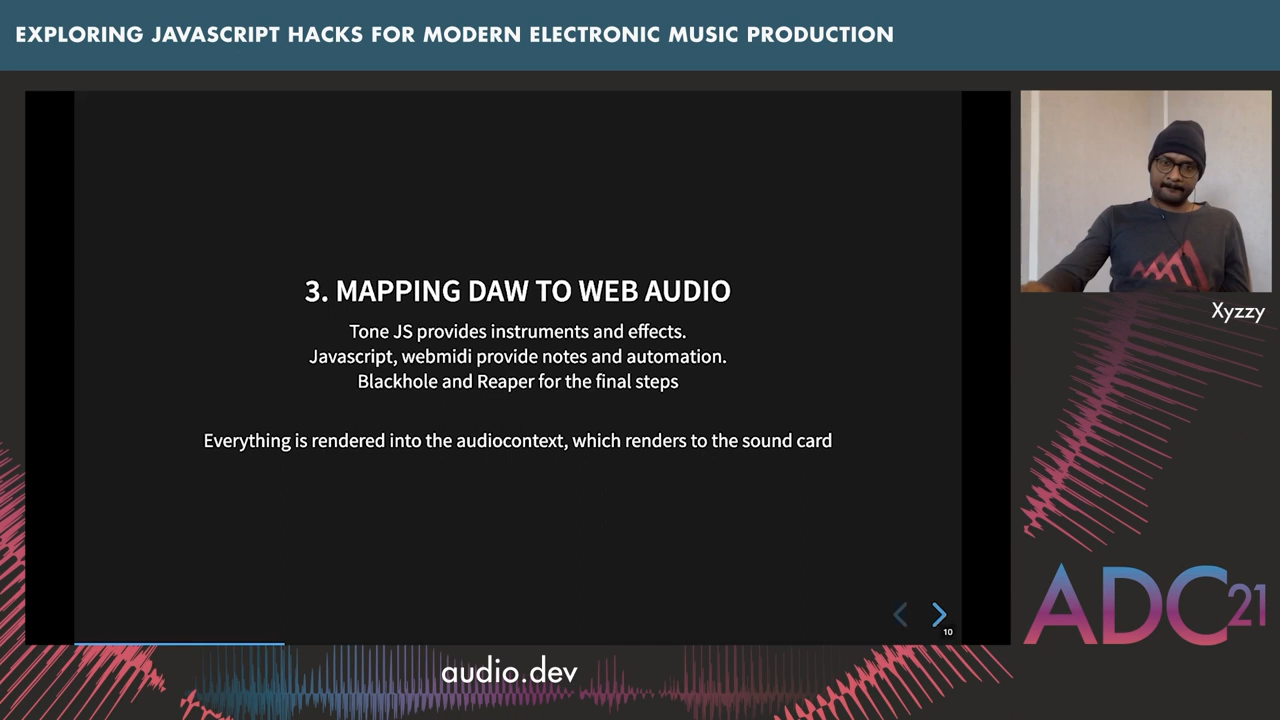 EXPLORING JAVASCRIPT HACKS FOR MODERN ELECTRONIC MUSIC PRODUCTION
3. MAPPING DAW TO WEB AUDIO
Tone JS provides instruments and effects.
Javascript, webmidi provide notes and automation.
Blackhole and Reaper for the final steps
Everything is rendered into the audiocontext, which renders to the sound card
10
Xyzzy
ADC21
audio.dev